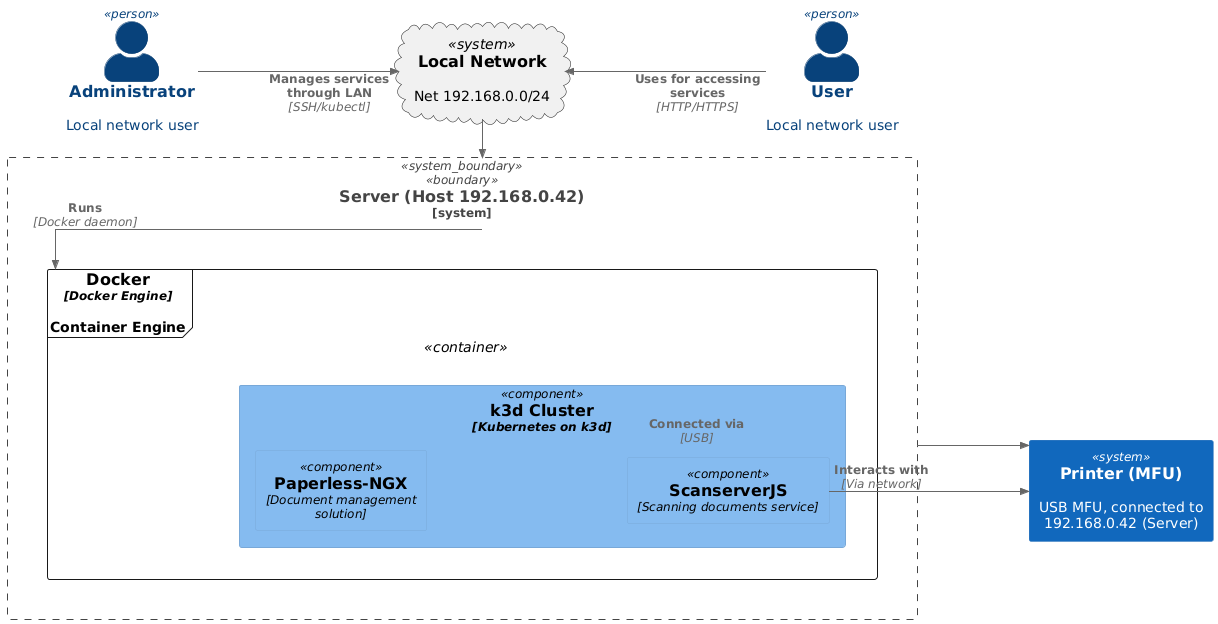 «person»
Administrator
Local network user
«system»
Local Network
Net 192.168.0.0/24
«person»
User
Local network user
Manages services
through LAN
[SSH/kubectl]
Uses for accessing
services
[HTTP/HTTPS]
«system_boundary»
«boundary»
Server (Host 192.168.0.42)
[system]
Runs
[Docker daemon]
Docker
[Docker Engine]
Container Engine
«container»
«component»
k3d Cluster
[Kubernetes on k3d]
Connected via
[USB]
«component»
Paperless-NGX
[Document management
solution]
«component»
ScanserverJS
[Scanning documents service]
Interacts with
[Via network]
«system»
Printer (MFU)
USB MFU, connected to
192.168.0.42 (Server)